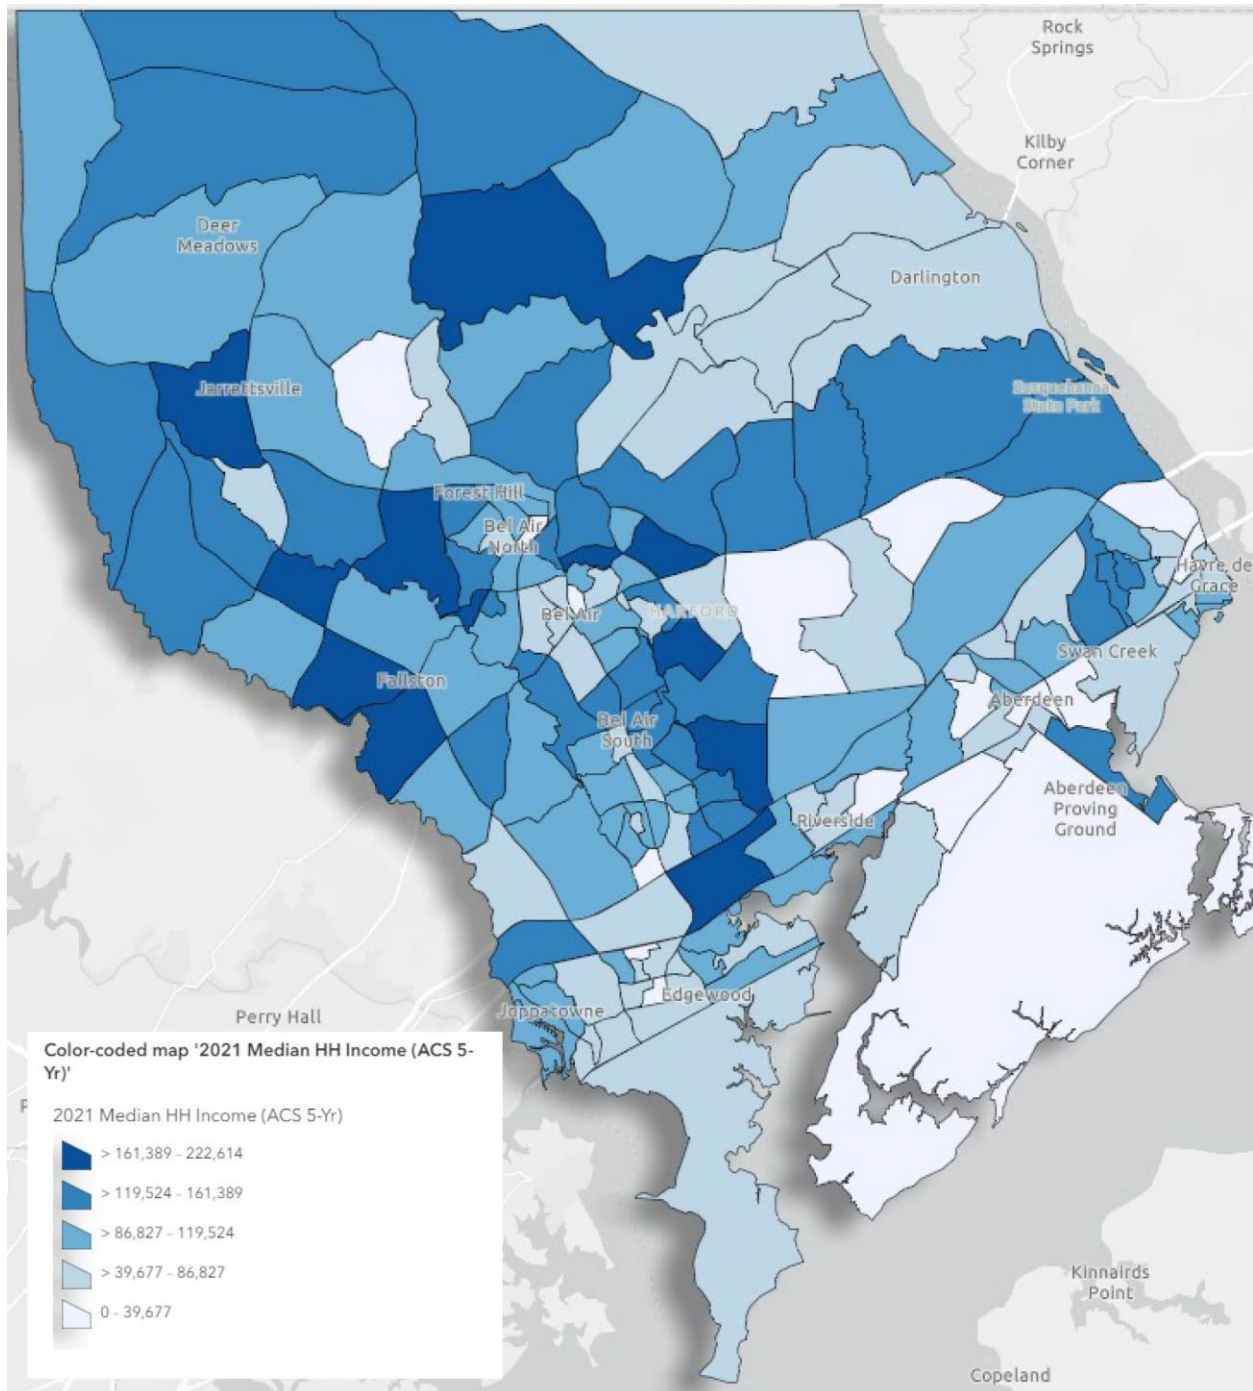 Rock
Springs
Kilby
Corner
Deer
Meadows
Darlington
Jarrettsville
Susquehanna
State Park
Forest Hill
Bel Air
North
Havre de
Grace
Bel Air
HARFORD
Swan Creek
Fallston
Aberdeen
Bel Air
South
Aberdeen
Proving
Ground
Riverside
Edgewood
Joppatowne
Perry Hall
Color-coded map '2021 Median HH Income (ACS 5-
Yr)'
2021 Median HH Income (ACS 5-Yr)
> 161,389 - 222,614
> 119,524 - 161,389
> 86,827 - 119,524
> 39,677 - 86,827
0 - 39,677
Kinnairds
Point
Copeland